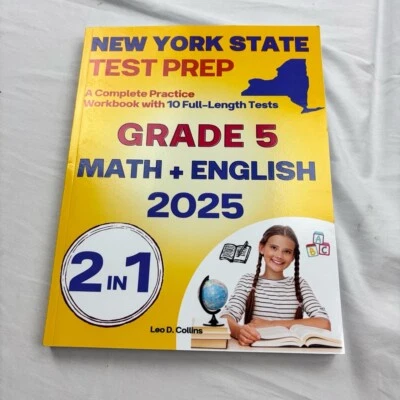 NEW YORK STATE
TEST PREP
A Complete Practice
Workbook with 10 Full-Length Tests
GRADE 5
MATH + ENGLISH
2025
2 IN 1
A
B C
Leo D. Collins